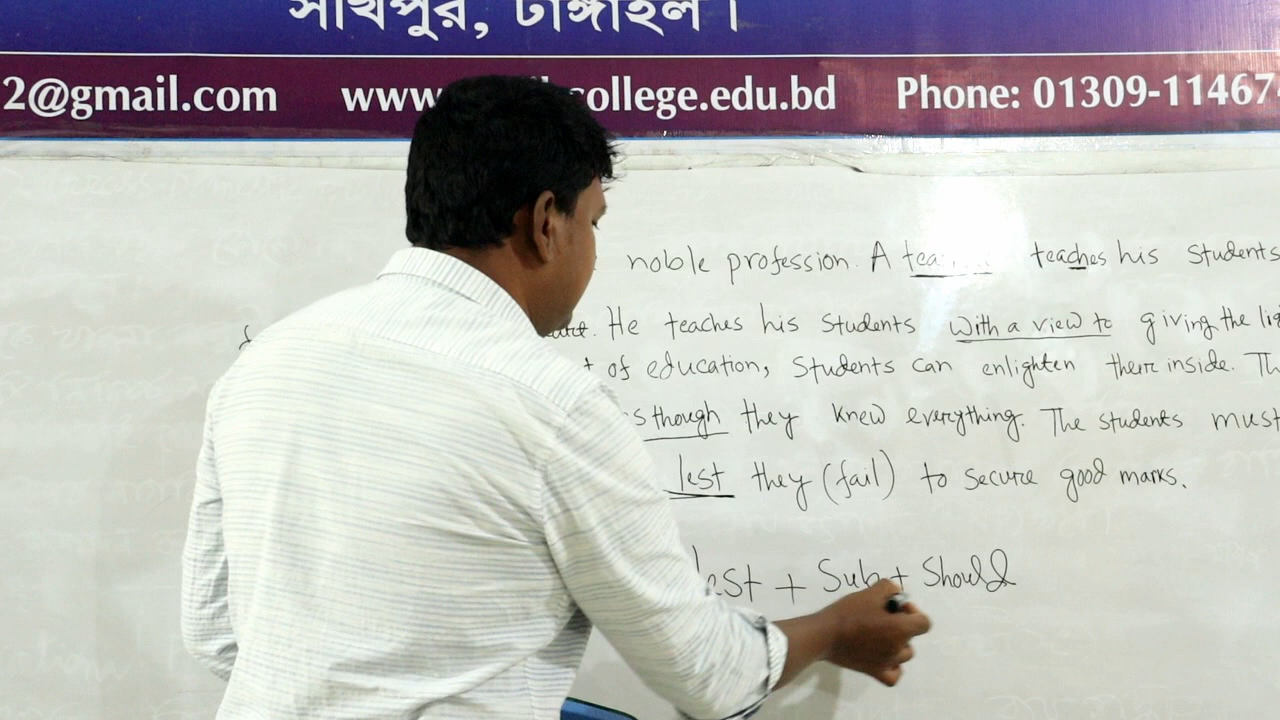 সখিপুর, টাঙ্গাইল।
2@gmail.com www. college.edu.bd Phone: 01309-11467
noble profession. A teaches his students
He teaches his students with a view to giving the
of education, students can enlighten their inside.
though they knew everything. The students must
lest they (fail) to secure good marks.
lest + Sub + Should